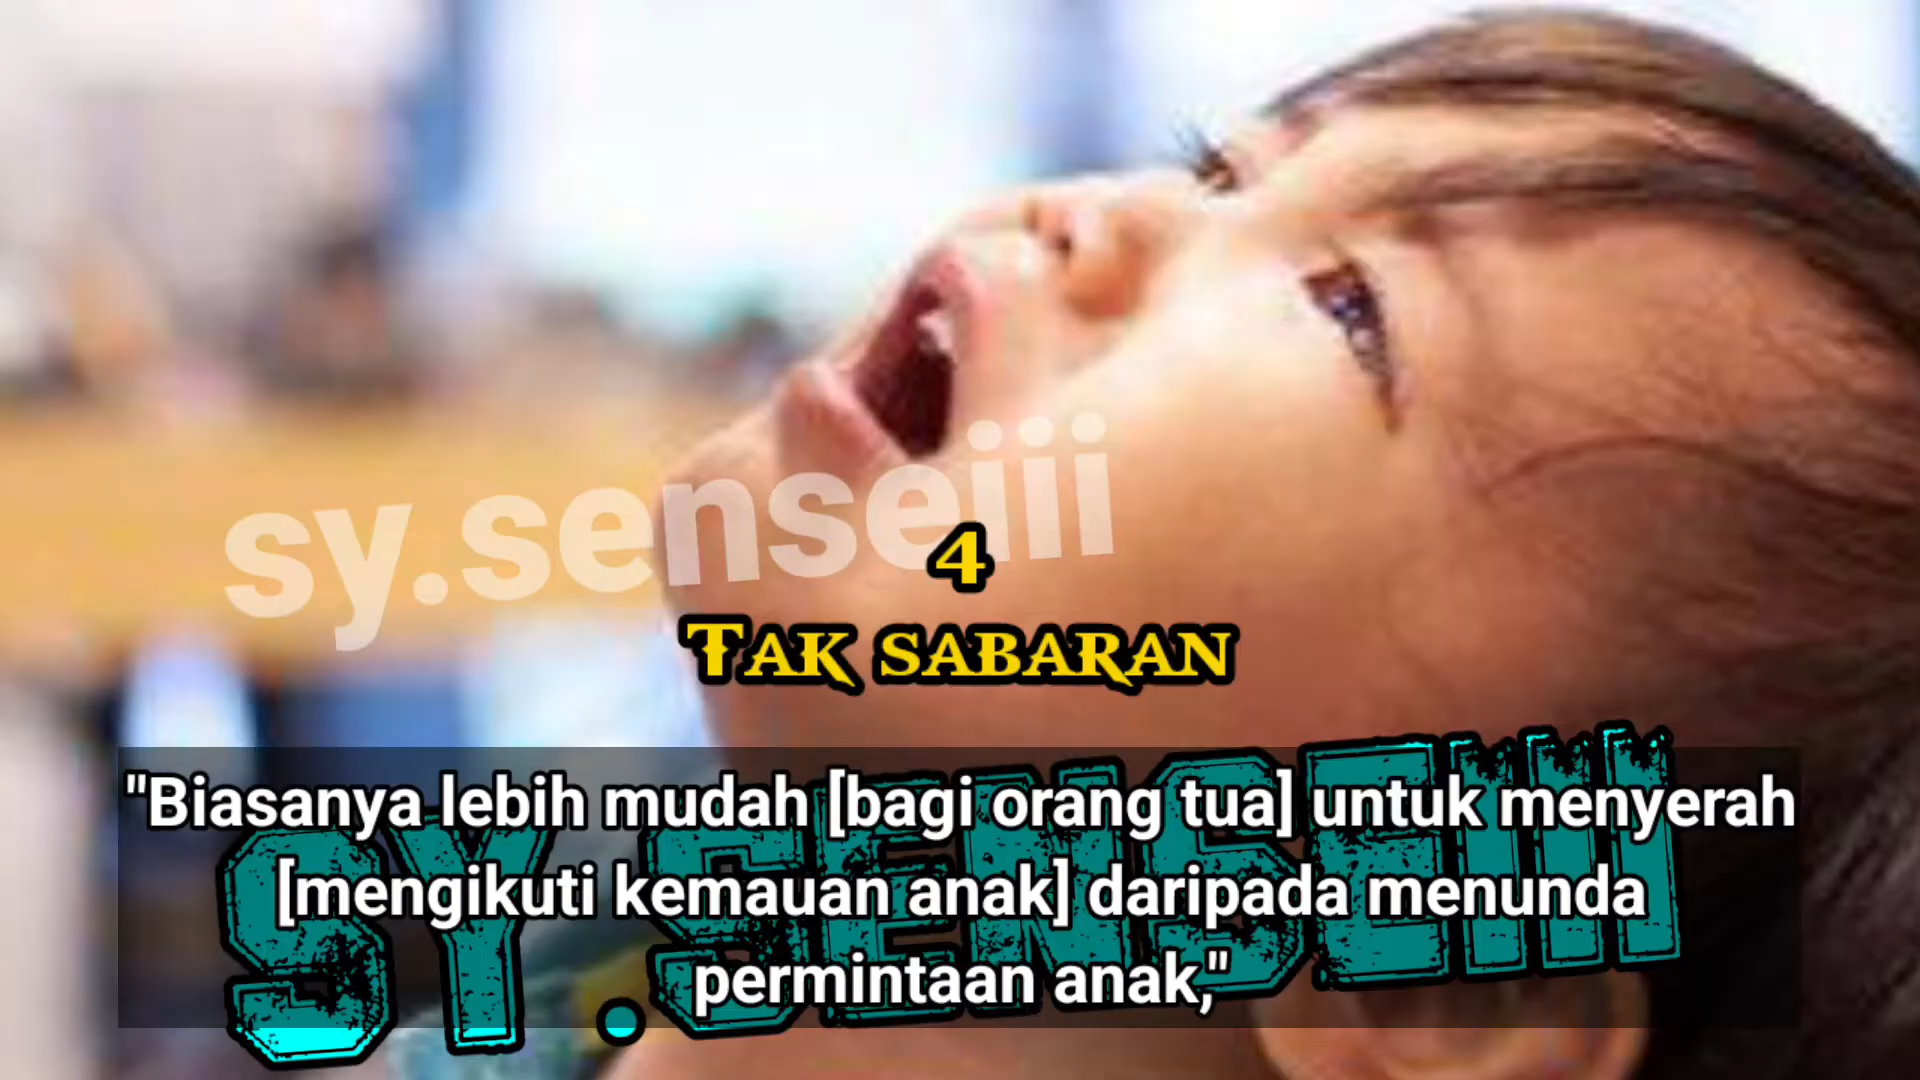 sy.senseiii
4
Tak sabaran
SY.SENSEIII
"Biasanya lebih mudah [bagi orang tua] untuk menyerah
[mengikuti kemauan anak] daripada menunda
permintaan anak,"